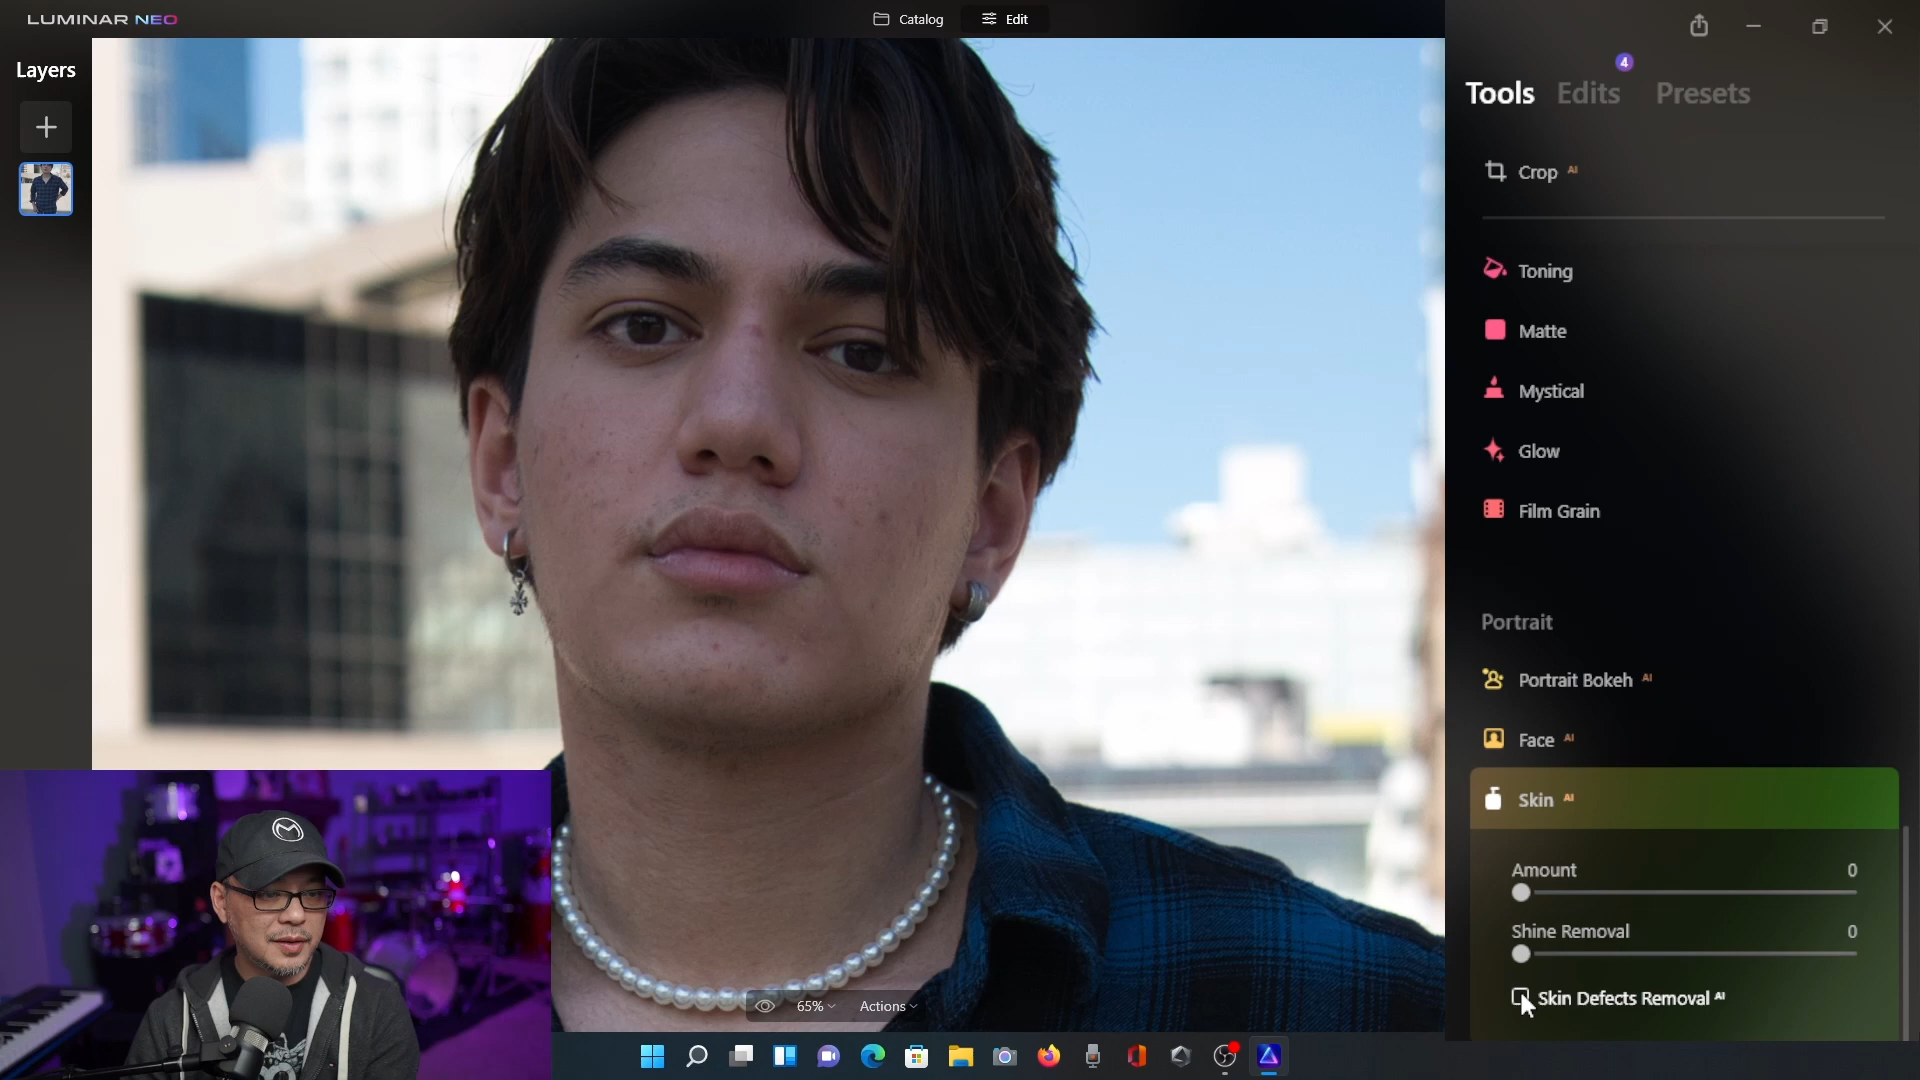 LUMINAR NEO
Catalog
Edit
Layers
4
Tools
Edits
Presets
Crop AI
Toning
Matte
Mystical
Glow
Film Grain
Portrait
Portrait Bokeh AI
Face AI
Skin AI
Amount 0
Shine Removal 0
Skin Defects Removal AI
65%
Actions